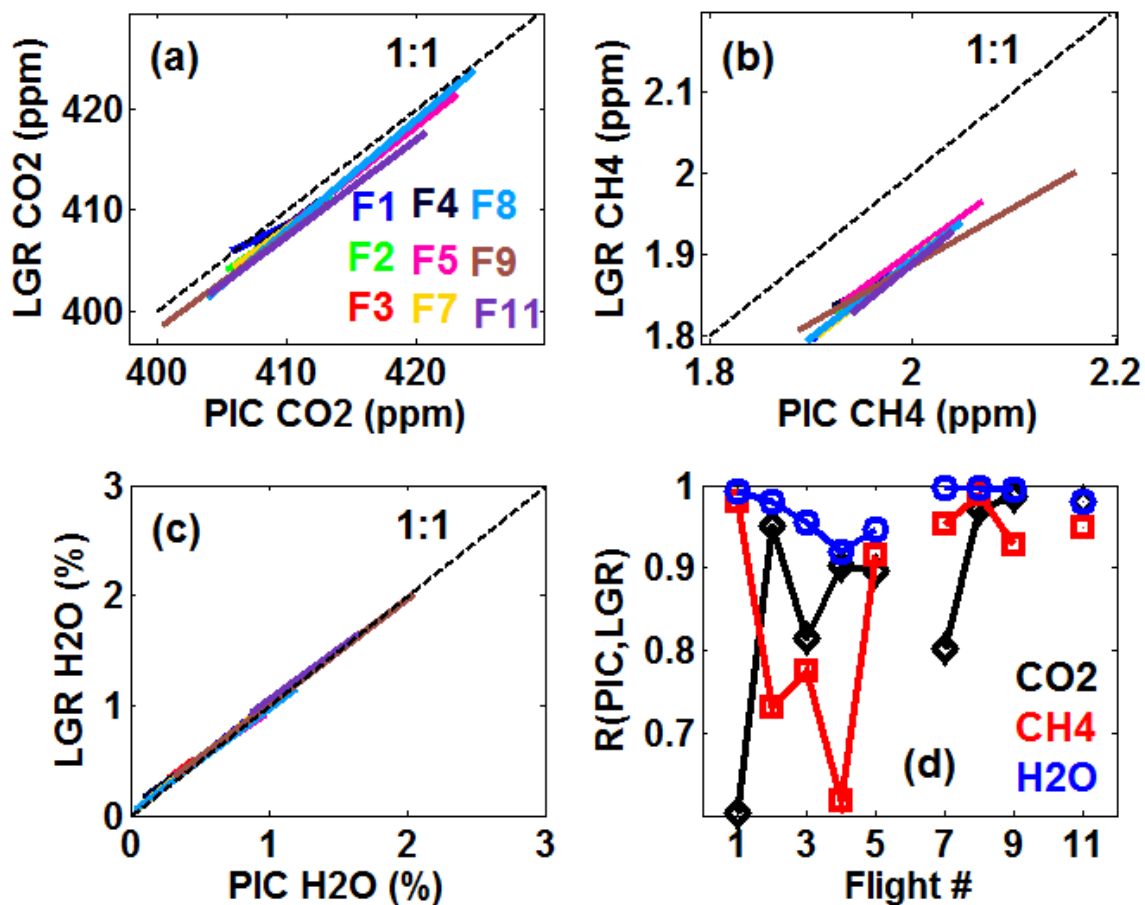 (a)
1:1
LGR CO2 (ppm)
420
410
400
F1 F4 F8
F2 F5 F9
F3 F7 F11
400 410 420
PIC CO2 (ppm)
(b)
1:1
LGR CH4 (ppm)
2.1
2
1.9
1.8
1.8 2 2.2
PIC CH4 (ppm)
(c)
1:1
LGR H2O (%)
3
2
1
0
0 1 2 3
PIC H2O (%)
R(PIC,LGR)
1
0.9
0.8
0.7
CO2
CH4
H2O
(d)
1 3 5 7 9 11
Flight #